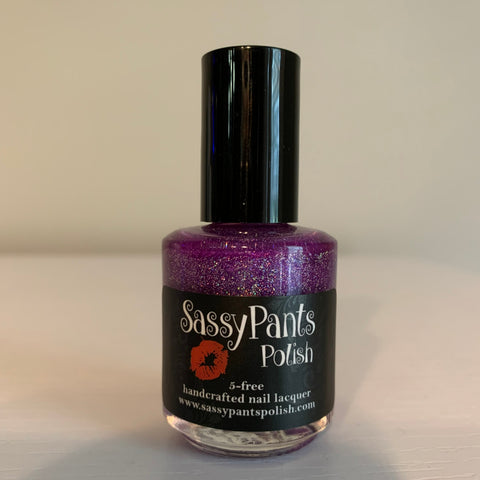 SassyPants
Polish
5-free
handcrafted nail lacquer
www.sassypantspolish.com